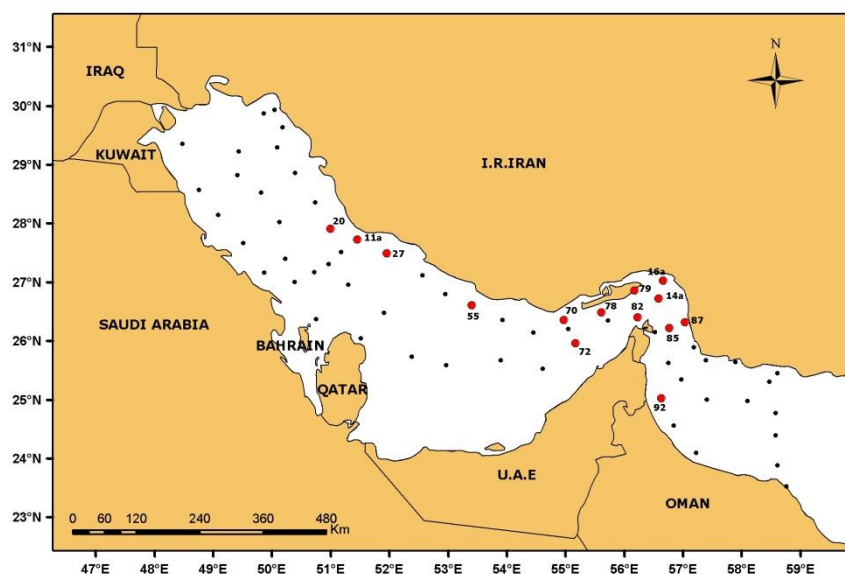 31°N
30°N
29°N
28°N
27°N
26°N
25°N
24°N
23°N
IRAQ
KUWAIT
I.R.IRAN
N
SAUDI ARABIA
BAHRAIN
QATAR
U.A.E
OMAN
20
11a
27
55
70
72
78
79
82
16a
14a
87
85
92
0 60 120 240 360 480
Km
47°E 48°E 49°E 50°E 51°E 52°E 53°E 54°E 55°E 56°E 57°E 58°E 59°E